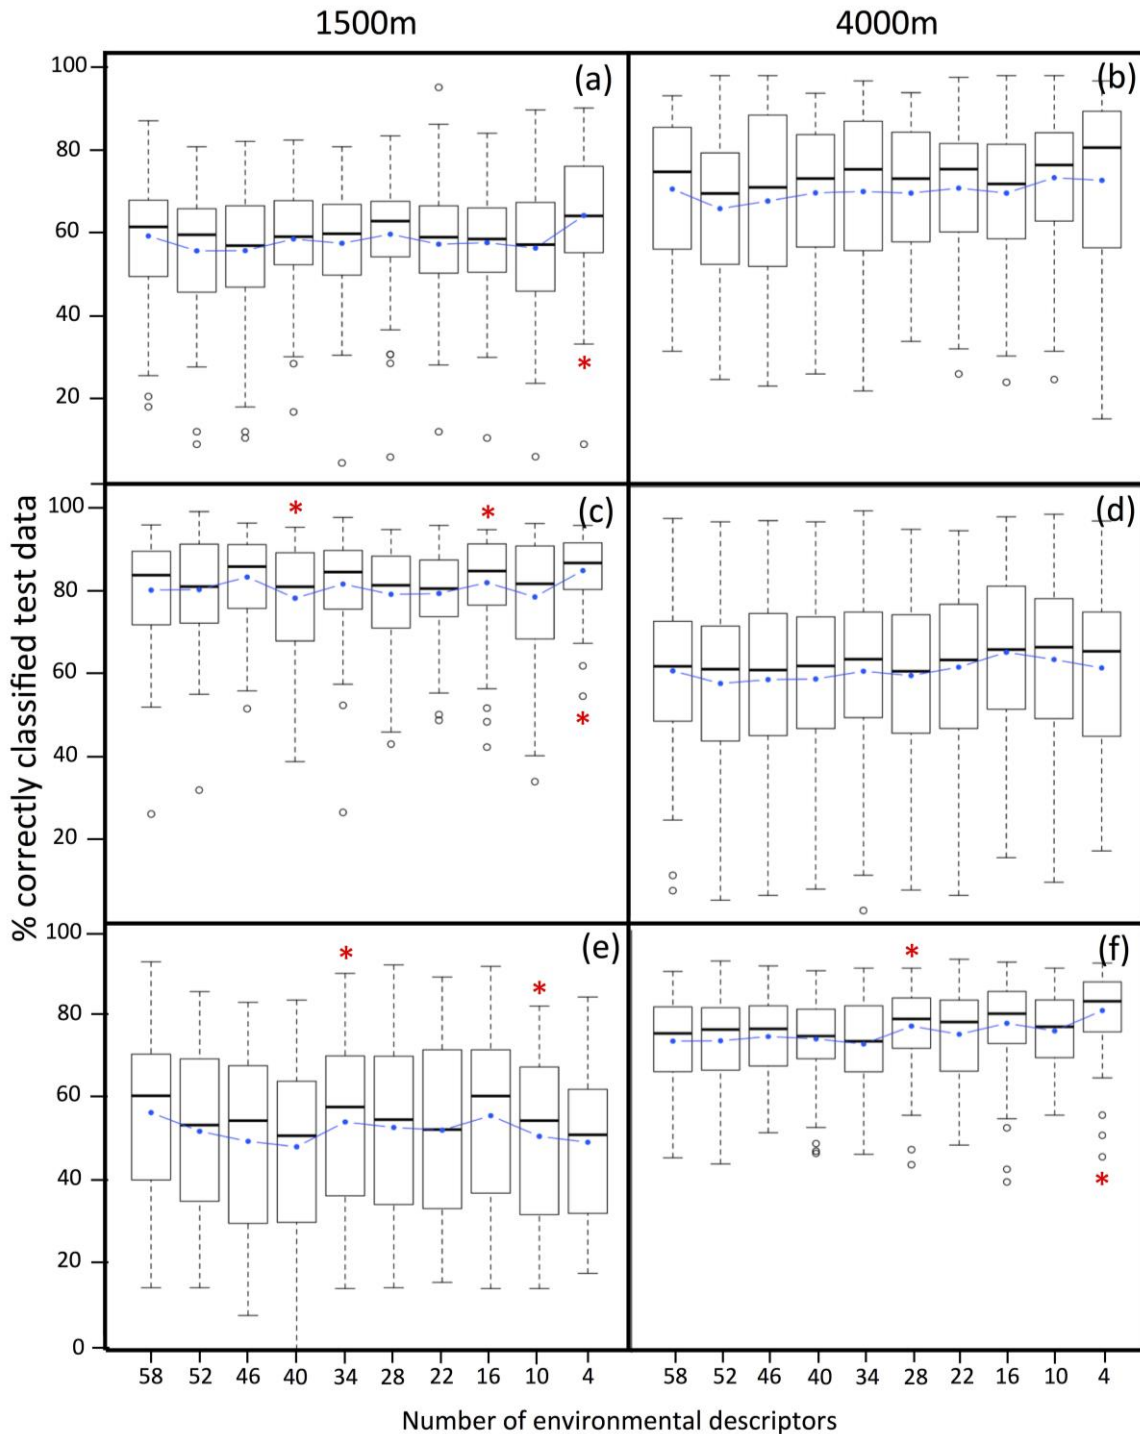 1500m 4000m
100 (a) (b)
80
60
40
20
100 (c) (d)
80
60
40
20
100 (e) (f)
80
60
40
20
0
% correctly classified test data
58 52 46 40 34 28 22 16 10 4 58 52 46 40 34 28 22 16 10 4
Number of environmental descriptors